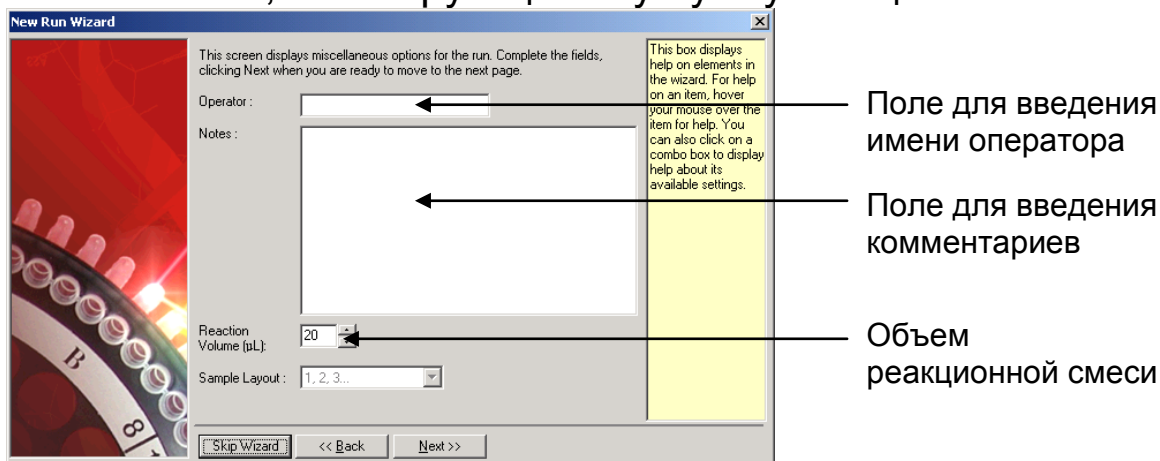 New Run Wizard
This screen displays miscellaneous options for the run. Complete the fields,
clicking Next when you are ready to move to the next page.
Operator :
Notes :
Reaction
Volume (µL):
20
Sample Layout :
1, 2, 3...
Skip Wizard
<< Back
Next >>
This box displays
help on elements in
the wizard. For help
on an item, hover
your mouse over the
item for help. You
can also click on a
combo box to display
help about its
available settings.
Поле для введения
имени оператора
Поле для введения
комментариев
Объем
реакционной смеси
B
8